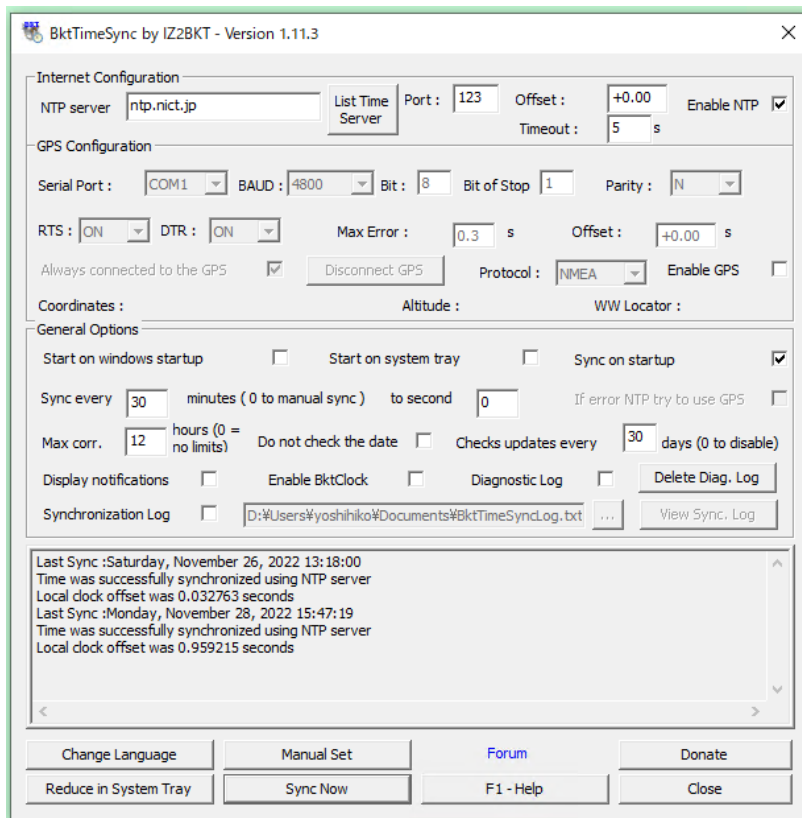 BktTimeSync by IZ2BKT - Version 1.11.3
Internet Configuration
NTP server ntp.nict.jp List Time Server Port : 123 Offset : +0.00 Enable NTP
Timeout : 5 s
GPS Configuration
Serial Port : COM1 BAUD : 4800 Bit : 8 Bit of Stop 1 Parity : N
RTS : ON DTR : ON Max Error : 0.3 s Offset : +0.00 s
Always connected to the GPS Disconnect GPS Protocol : NMEA Enable GPS
Coordinates : Altitude : WW Locator :
General Options
Start on windows startup Start on system tray Sync on startup
Sync every 30 minutes ( 0 to manual sync ) to second 0 If error NTP try to use GPS
Max corr. 12 hours (0 = no limits) Do not check the date Checks updates every 30 days (0 to disable)
Display notifications Enable BktClock Diagnostic Log Delete Diag. Log
Synchronization Log D:¥Users¥yoshihiko¥Documents¥BktTimeSyncLog.txt ... View Sync. Log
Last Sync :Saturday, November 26, 2022 13:18:00
Time was successfully synchronized using NTP server
Local clock offset was 0.032763 seconds
Last Sync :Monday, November 28, 2022 15:47:19
Time was successfully synchronized using NTP server
Local clock offset was 0.959215 seconds
Change Language Manual Set Forum Donate
Reduce in System Tray Sync Now F1 - Help Close